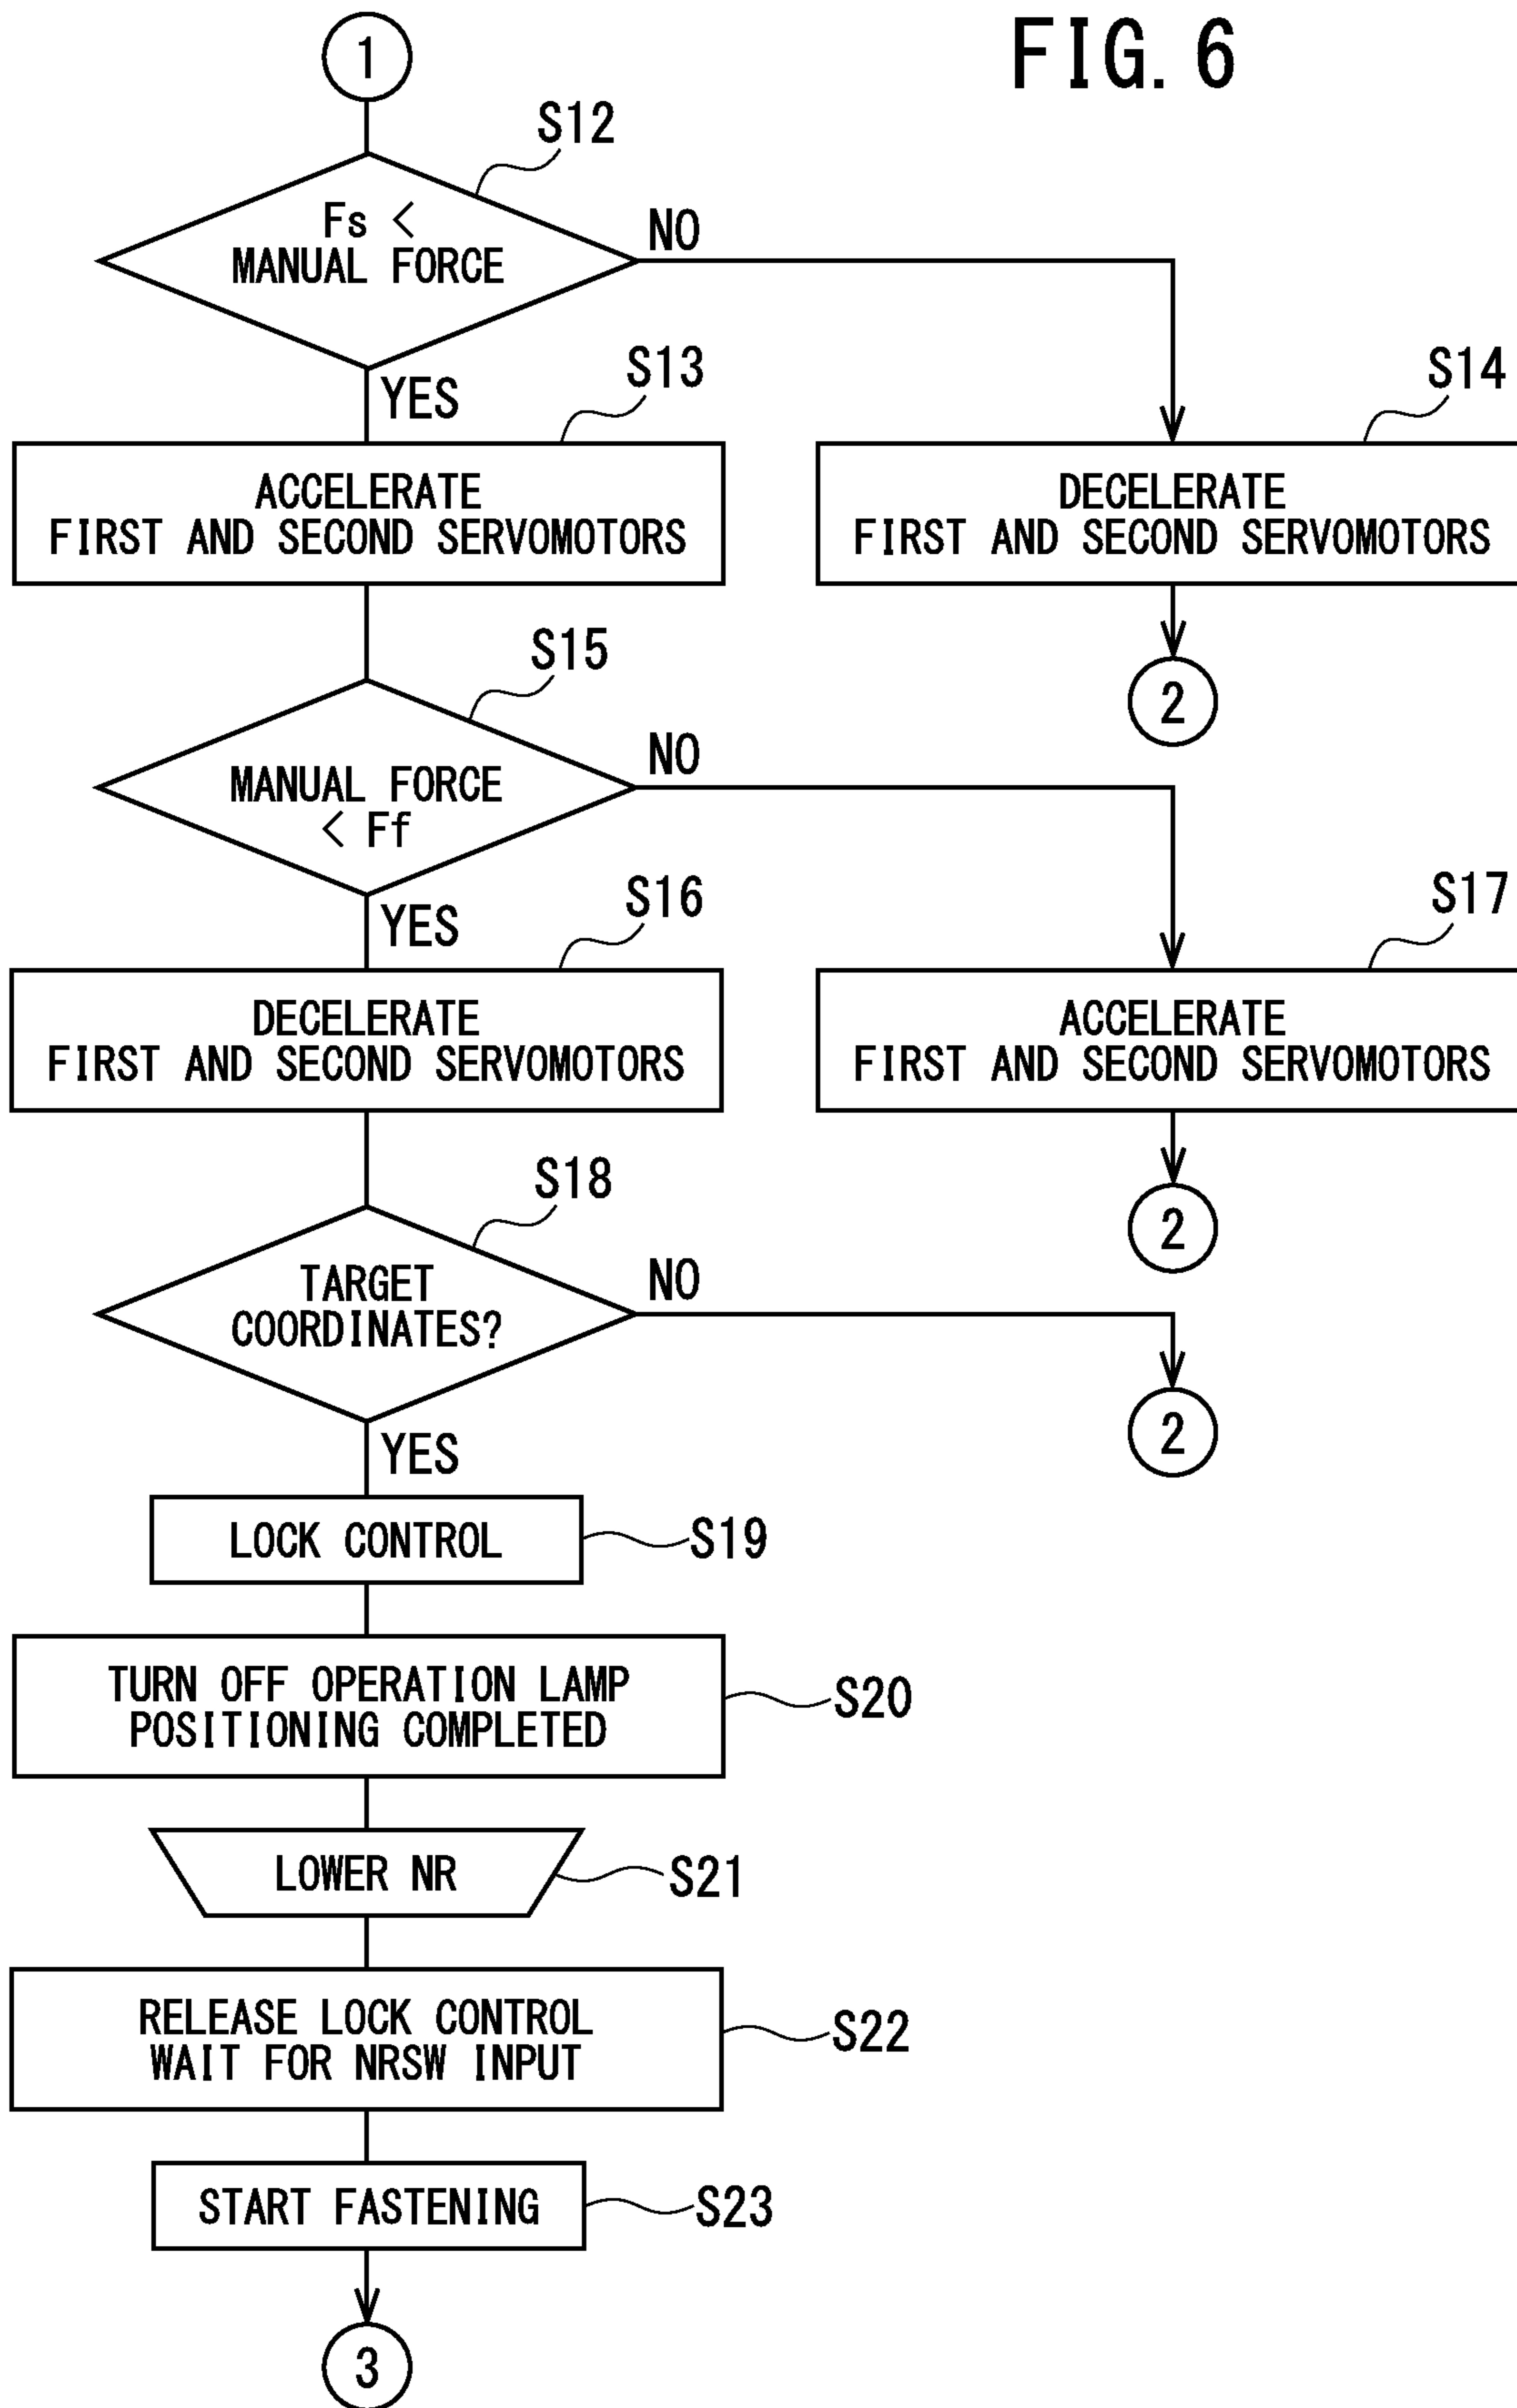 FIG. 6
1
S12
Fs <
MANUAL FORCE
NO
YES
S13
S14
ACCELERATE
FIRST AND SECOND SERVOMOTORS
DECELERATE
FIRST AND SECOND SERVOMOTORS
2
S15
MANUAL FORCE
< Ff
NO
YES
S16
S17
DECELERATE
FIRST AND SECOND SERVOMOTORS
ACCELERATE
FIRST AND SECOND SERVOMOTORS
2
S18
TARGET
COORDINATES?
NO
2
YES
LOCK CONTROL
S19
TURN OFF OPERATION LAMP
POSITIONING COMPLETED
S20
LOWER NR
S21
RELEASE LOCK CONTROL
WAIT FOR NRSW INPUT
S22
START FASTENING
S23
3